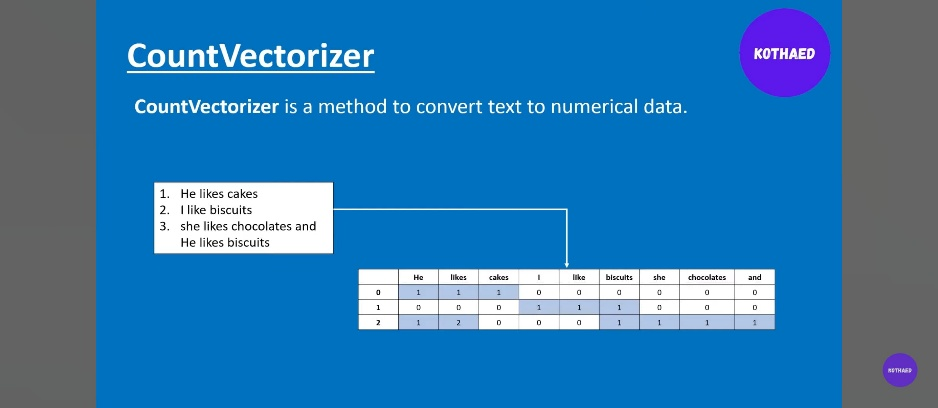 CountVectorizer
KOTHAED
CountVectorizer is a method to convert text to numerical data.
1. He likes cakes
2. I like biscuits
3. she likes chocolates and
He likes biscuits
He likes cakes I like biscuits she chocolates and
0 1 1 1 0 0 0 0 0 0
1 0 0 0 1 1 1 0 0 0
2 1 2 0 0 0 1 1 1 1
KOTHAED